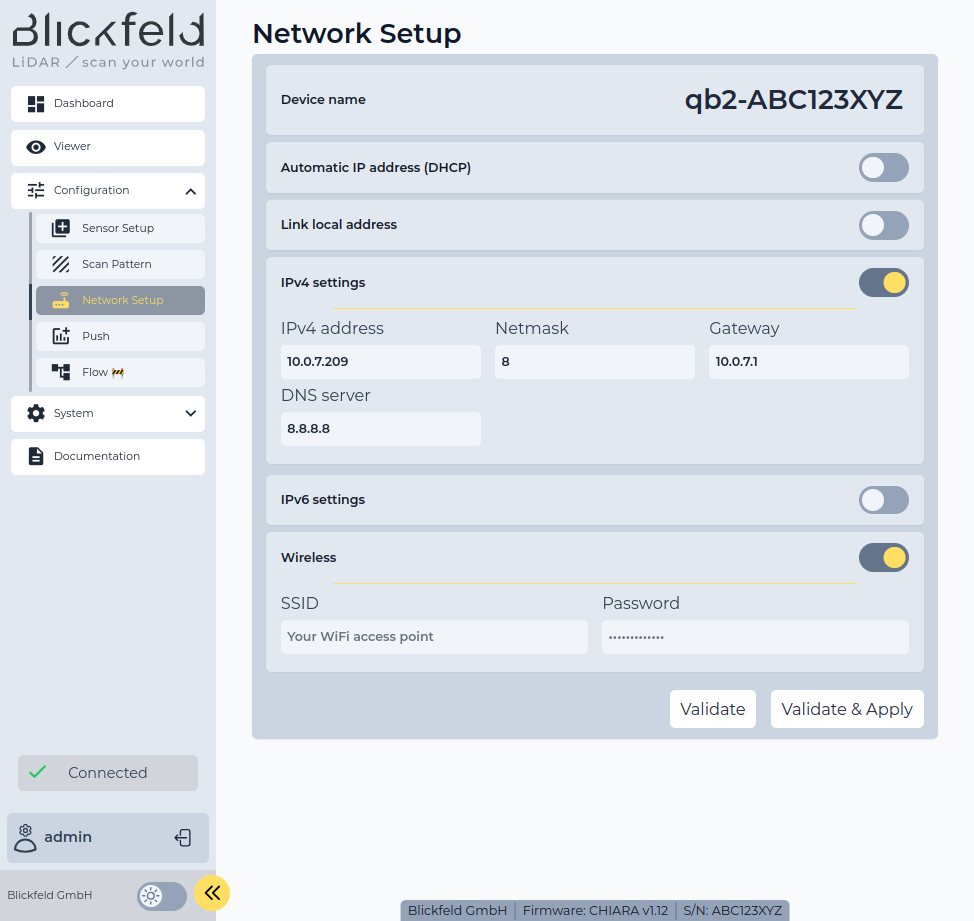 Blickfeld
LiDAR / scan your world
Dashboard
Viewer
Configuration
Sensor Setup
Scan Pattern
Network Setup
Push
Flow 🚧
System
Documentation
Connected
admin
Blickfeld GmbH
Network Setup
Device name qb2-ABC123XYZ
Automatic IP address (DHCP)
Link local address
IPv4 settings
IPv4 address Netmask Gateway
10.0.7.209 8 10.0.7.1
DNS server
8.8.8.8
IPv6 settings
Wireless
SSID Password
Your WiFi access point •••••••••••••
Validate Validate & Apply
Blickfeld GmbH Firmware: CHIARA v1.12 S/N: ABC123XYZ